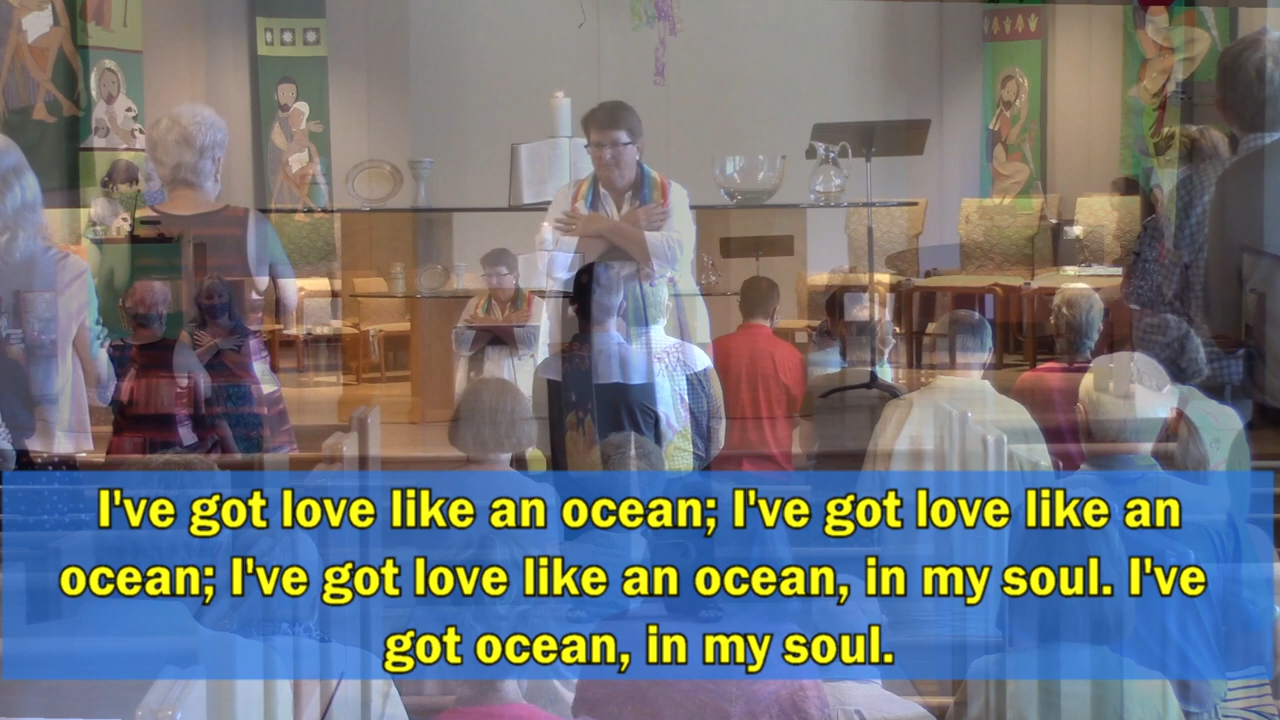 I've got love like an ocean; I've got love like an
ocean; I've got love like an ocean, in my soul. I've
got ocean, in my soul.